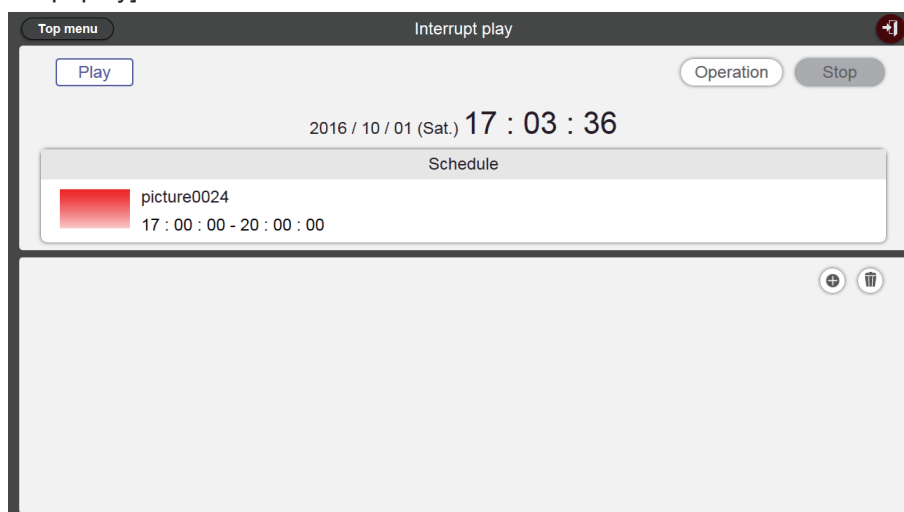 Top menu
Interrupt play
Play
Operation
Stop
2016 / 10 / 01 (Sat.) 17 : 03 : 36
Schedule
picture0024
17 : 00 : 00 - 20 : 00 : 00